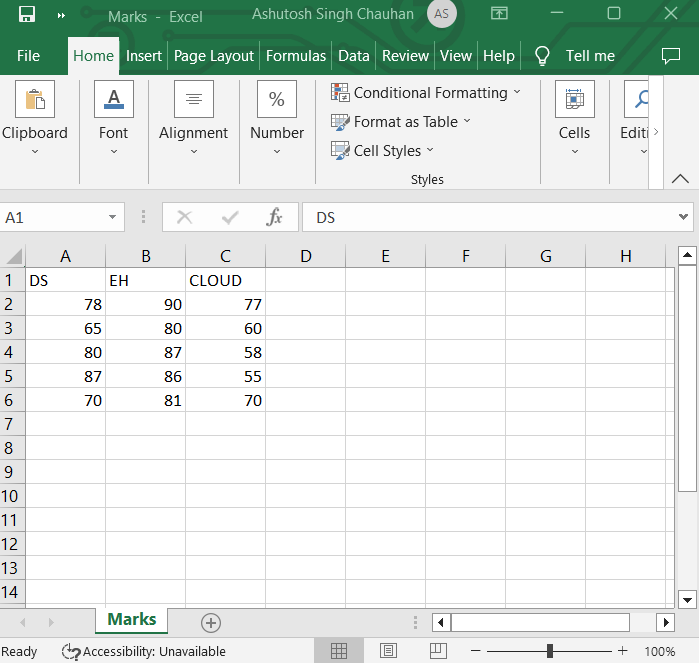 Marks - Excel Ashutosh Singh Chauhan AS
File Home Insert Page Layout Formulas Data Review View Help Tell me
Clipboard Font Alignment Number Cells Editi
A %
Conditional Formatting
Format as Table
Cell Styles
Styles
A1 fx DS
A B C D E F G H
1 DS EH CLOUD
2 78 90 77
3 65 80 60
4 80 87 58
5 87 86 55
6 70 81 70
7
8
9
10
11
12
13
14
Marks
Ready Accessibility: Unavailable 100%